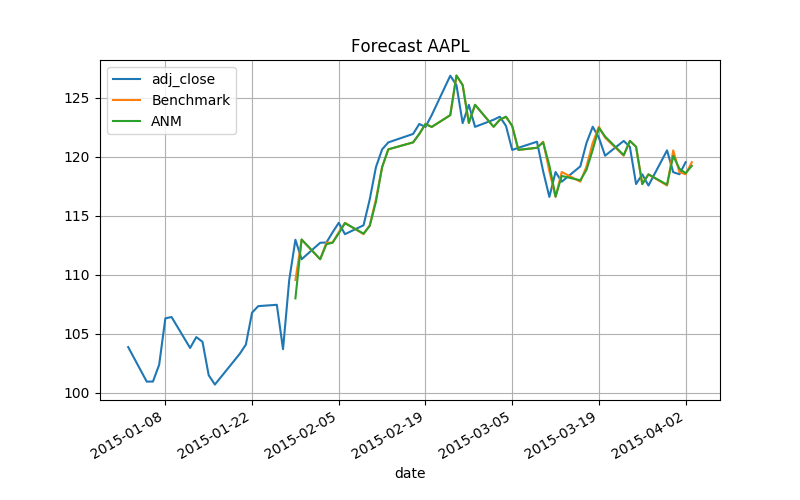 Forecast AAPL
adj_close
Benchmark
ANM
125
120
115
110
105
100
2015-01-08
2015-01-22
2015-02-05
2015-02-19
2015-03-05
2015-03-19
2015-04-02
date